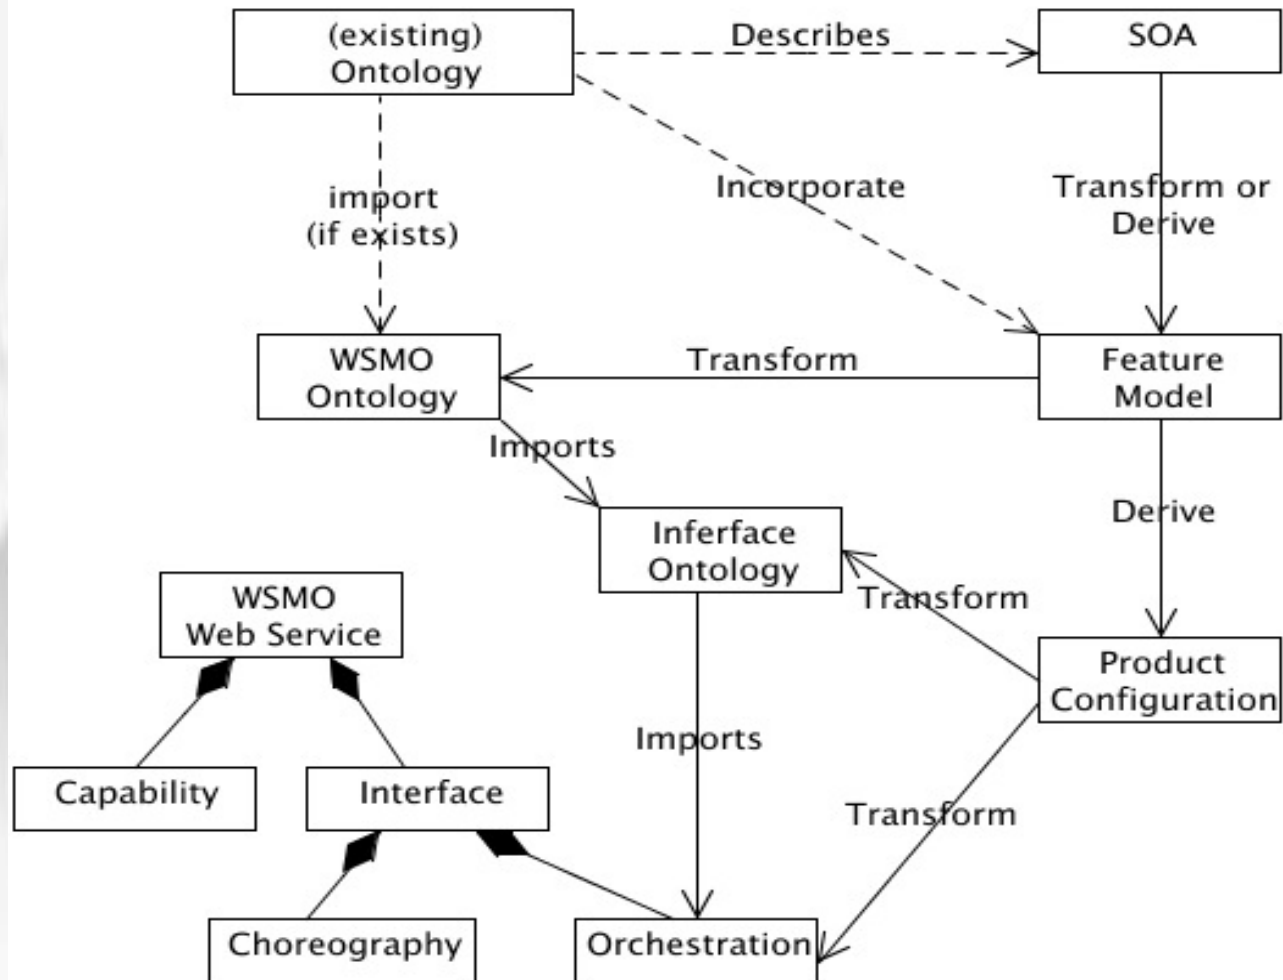 (existing)
Ontology
Describes
SOA
import
(if exists)
Incorporate
Transform or
Derive
WSMO
Ontology
Transform
Feature
Model
Imports
Inferface
Ontology
Derive
WSMO
Web Service
Transform
Product
Configuration
Imports
Capability
Interface
Transform
Choreography
Orchestration